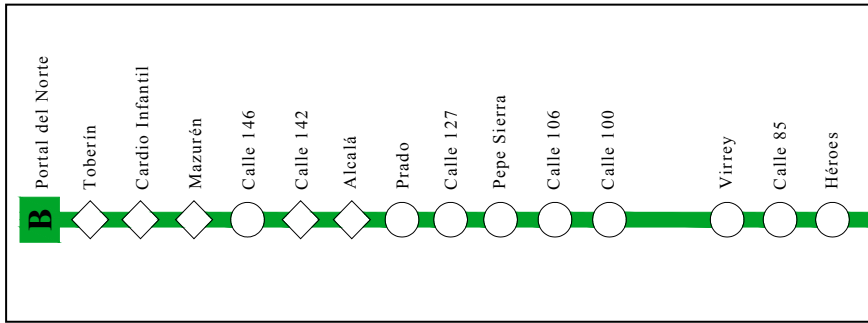 B
Portal del Norte
Toberín
Cardio Infantil
Mazurén
Calle 146
Calle 142
Alcalá
Prado
Calle 127
Pepe Sierra
Calle 106
Calle 100
Virrey
Calle 85
Héroes